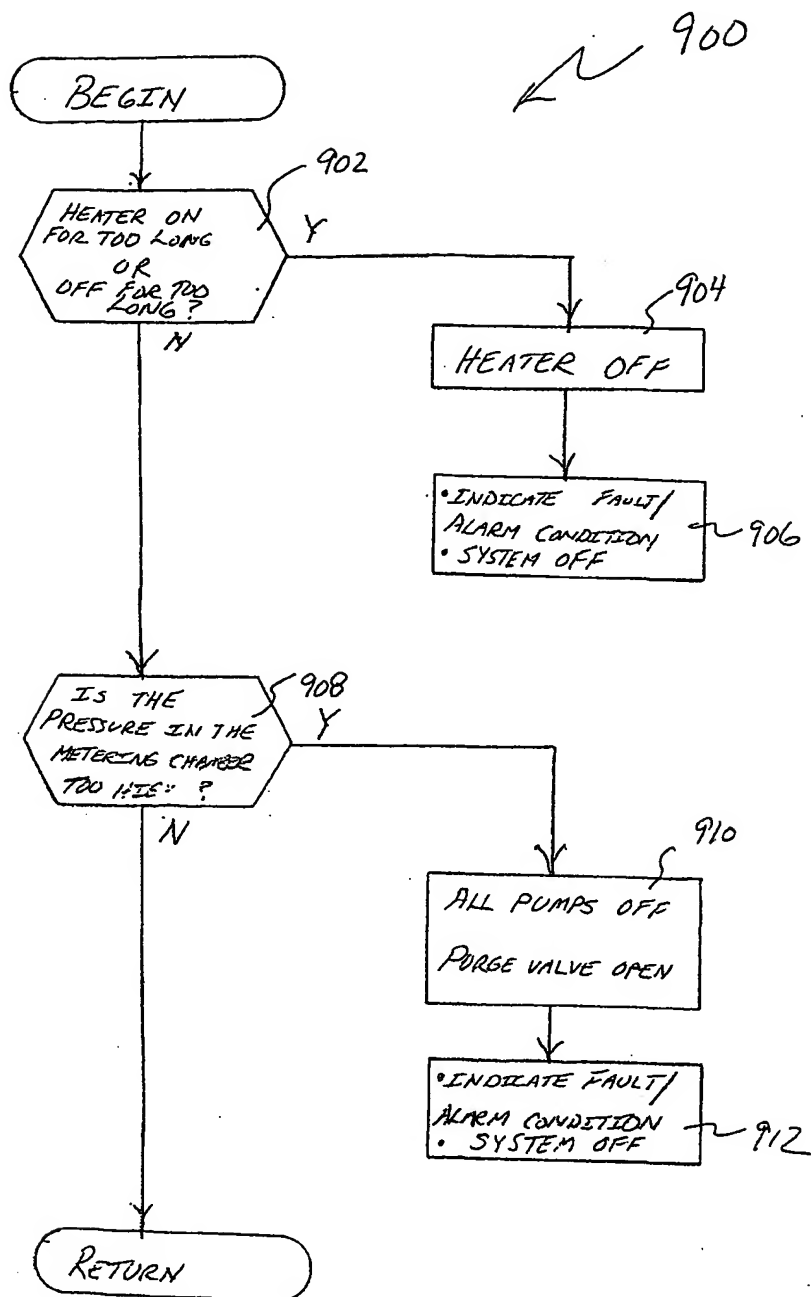 900
BEGIN
902
HEATER ON
FOR TOO LONG
OR
OFF FOR TOO
LONG?
Y
N
904
HEATER OFF
• INDICATE FAULT/
ALARM CONDITION
• SYSTEM OFF
906
908
IS THE
PRESSURE IN THE
METERING CHAMBER
TOO ?
Y
N
910
ALL PUMPS OFF
PURGE VALVE OPEN
• INDICATE FAULT/
ALARM CONDITION
• SYSTEM OFF
912
RETURN